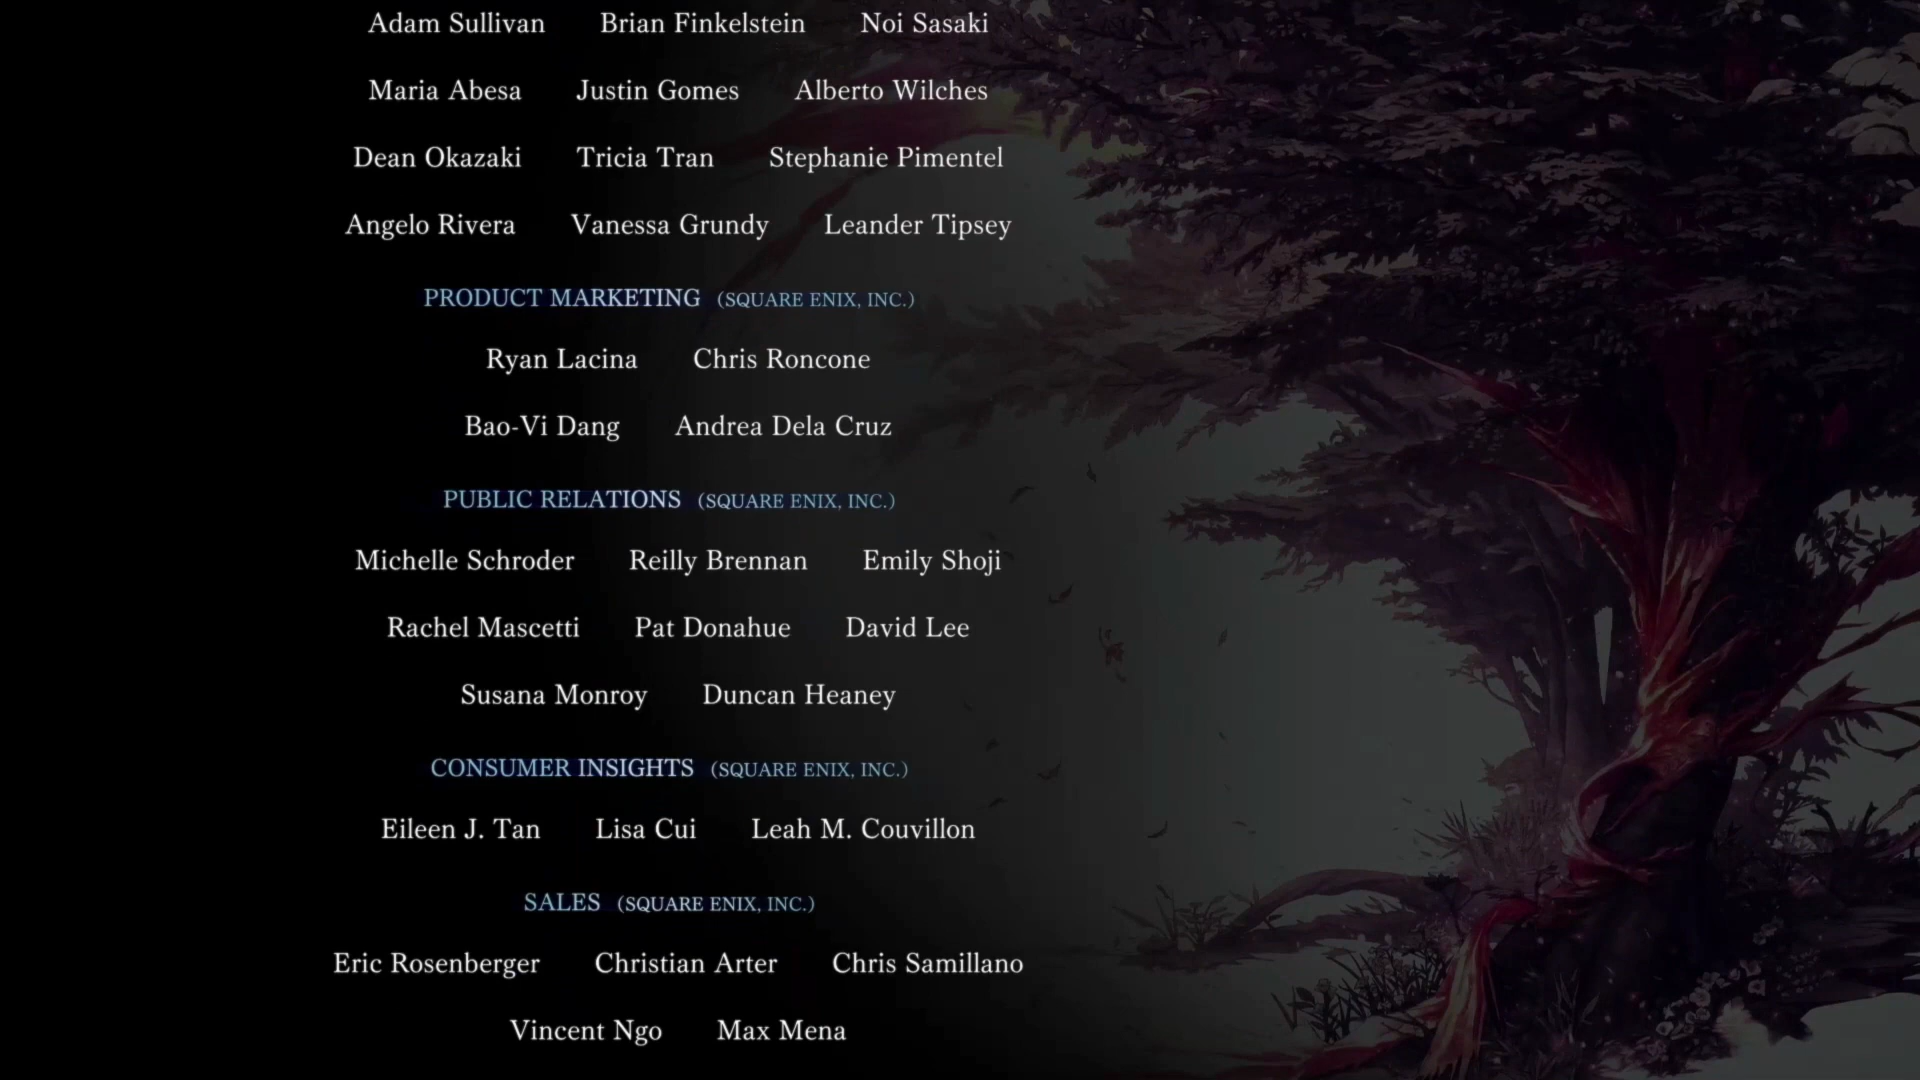 Adam Sullivan Brian Finkelstein Noi Sasaki
Maria Abesa Justin Gomes Alberto Wilches
Dean Okazaki Tricia Tran Stephanie Pimentel
Angelo Rivera Vanessa Grundy Leander Tipsey
PRODUCT MARKETING (SQUARE ENIX, INC.)
Ryan Lacina Chris Roncone
Bao-Vi Dang Andrea Dela Cruz
PUBLIC RELATIONS (SQUARE ENIX, INC.)
Michelle Schroder Reilly Brennan Emily Shoji
Rachel Mascetti Pat Donahue David Lee
Susana Monroy Duncan Heaney
CONSUMER INSIGHTS (SQUARE ENIX, INC.)
Eileen J. Tan Lisa Cui Leah M. Couvillon
SALES (SQUARE ENIX, INC.)
Eric Rosenberger Christian Arter Chris Samillano
Vincent Ngo Max Mena